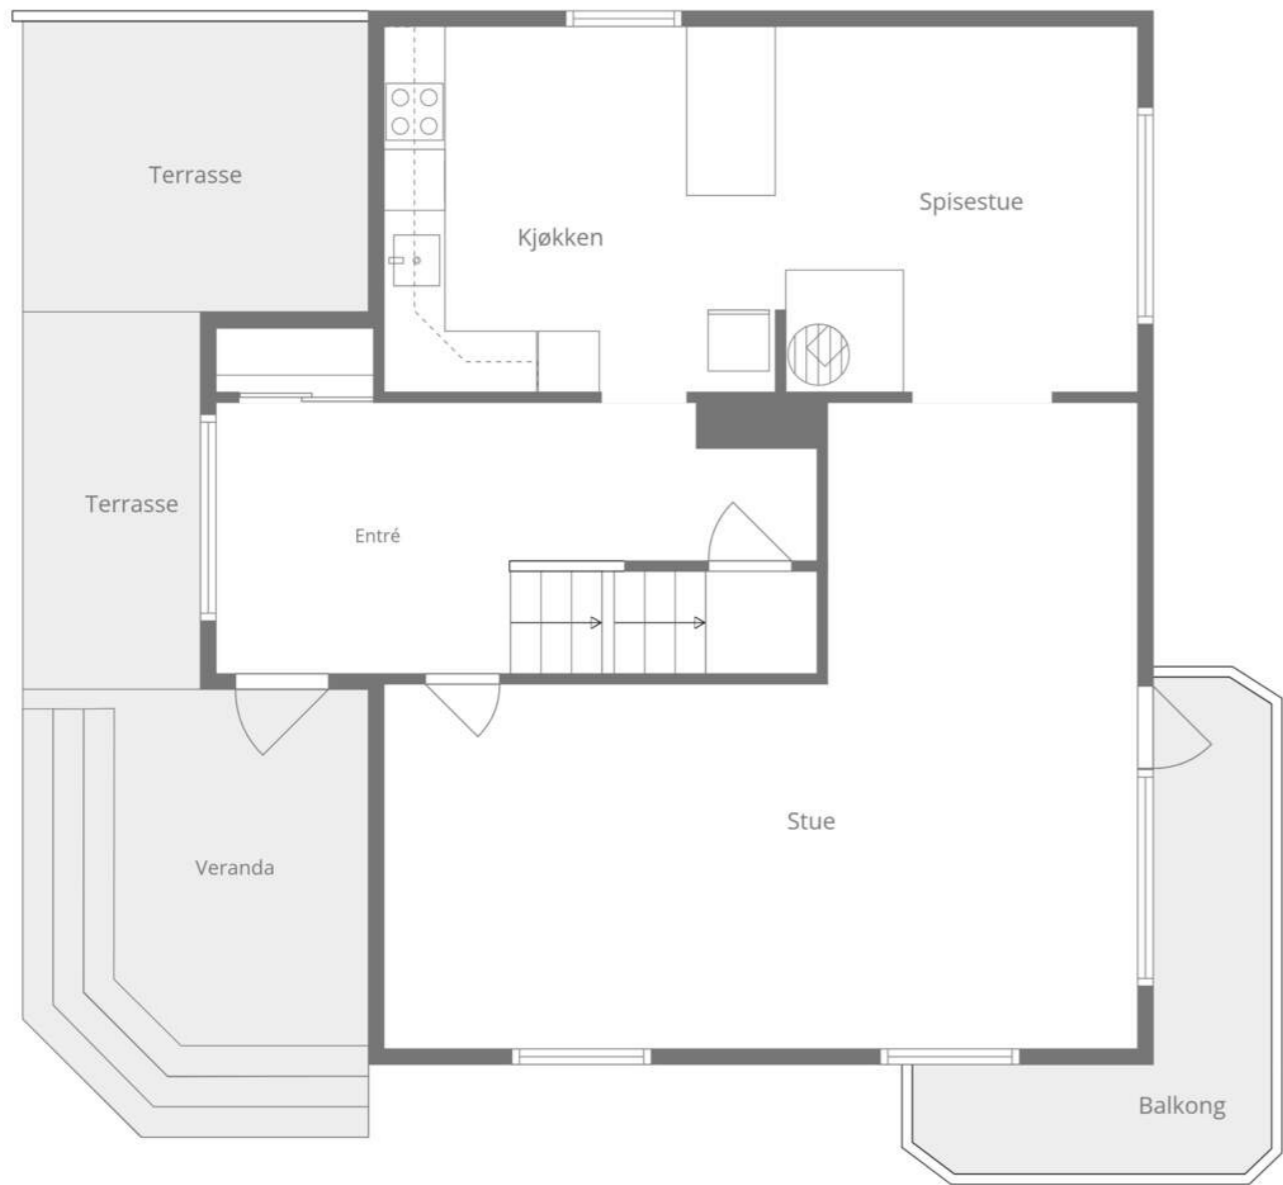 Terrasse
Spisestue
Kjøkken
Terrasse
Entré
Stue
Veranda
Balkong